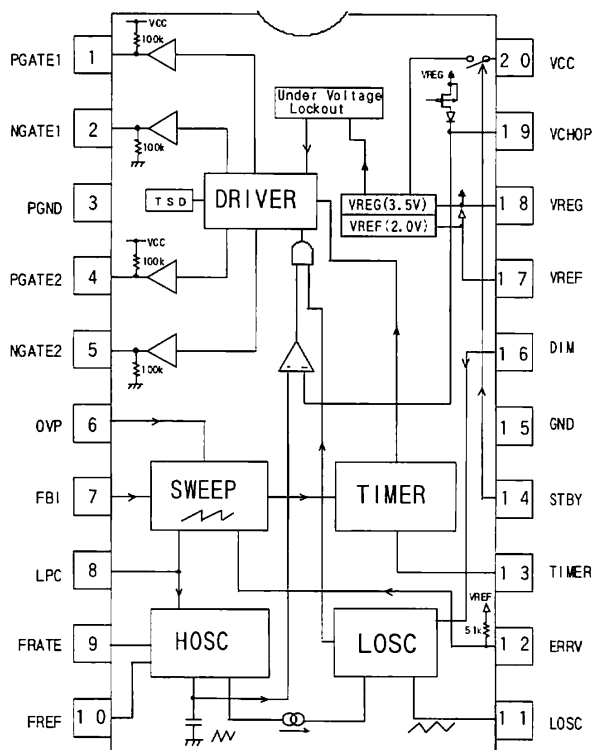 PGATE1 1 VCC 100k
NGATE1 2 100k
PGND 3
PGATE2 4 VCC 100k
NGATE2 5 100k
OVP 6
FBI 7
LPC 8
FRATE 9
FREF 10
Under Voltage
Lockout
TSD
DRIVER
VREG
VREG(3.5V)
VREF(2.0V)
SWEEP
TIMER
HOSC
LOSC
VREF
51k
20 VCC
19 VCHOP
18 VREG
17 VREF
16 DIM
15 GND
14 STBY
13 TIMER
12 ERRV
11 LOSC